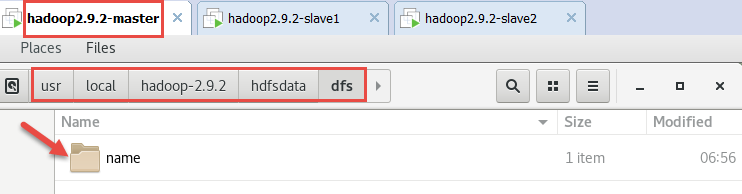 hadoop2.9.2-master hadoop2.9.2-slave1 hadoop2.9.2-slave2
Places Files
usr local hadoop-2.9.2 hdfsdata dfs
Name Size Modified
name 1 item 06:56